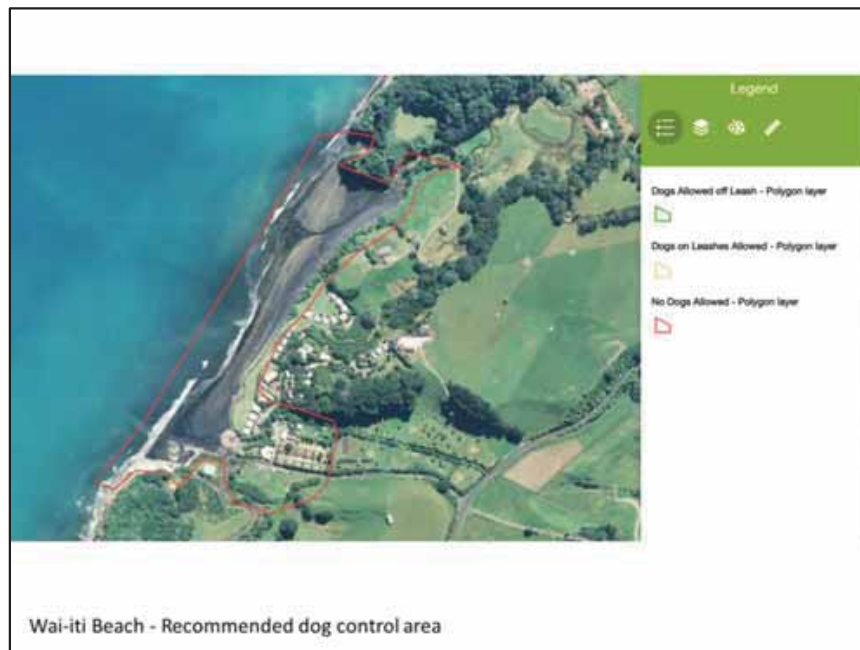 Legend
Dogs Allowed off Leash - Polygon layer
Dogs on Leashes Allowed - Polygon layer
No Dogs Allowed - Polygon layer
Wai-iti Beach - Recommended dog control area